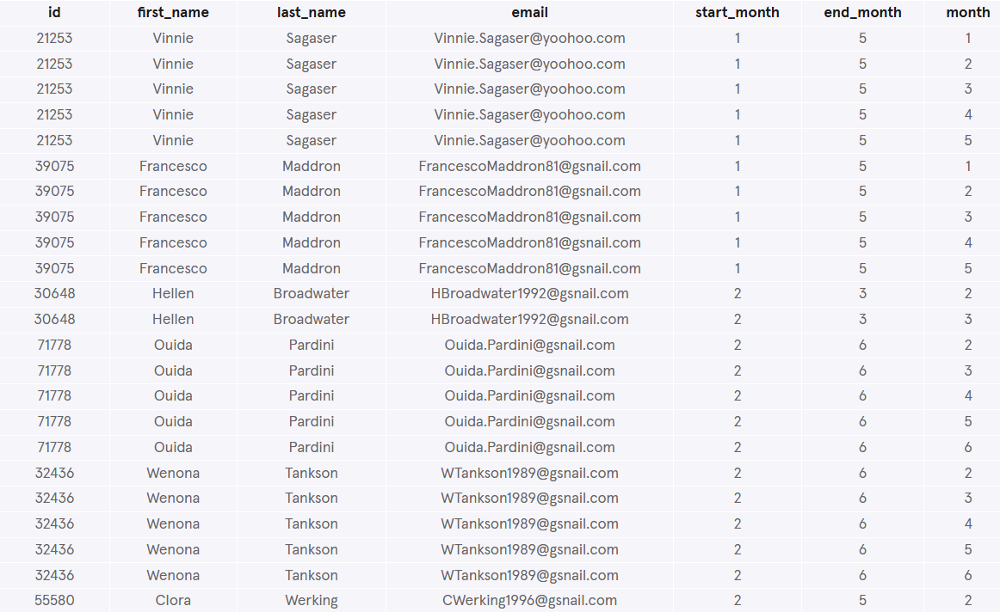 id first_name last_name email start_month end_month month
21253 Vinnie Sagaser Vinnie.Sagaser@yoohoo.com 1 5 1
21253 Vinnie Sagaser Vinnie.Sagaser@yoohoo.com 1 5 2
21253 Vinnie Sagaser Vinnie.Sagaser@yoohoo.com 1 5 3
21253 Vinnie Sagaser Vinnie.Sagaser@yoohoo.com 1 5 4
21253 Vinnie Sagaser Vinnie.Sagaser@yoohoo.com 1 5 5
39075 Francesco Maddron FrancescoMaddron81@gsnail.com 1 5 1
39075 Francesco Maddron FrancescoMaddron81@gsnail.com 1 5 2
39075 Francesco Maddron FrancescoMaddron81@gsnail.com 1 5 3
39075 Francesco Maddron FrancescoMaddron81@gsnail.com 1 5 4
39075 Francesco Maddron FrancescoMaddron81@gsnail.com 1 5 5
30648 Hellen Broadwater HBroadwater1992@gsnail.com 2 3 2
30648 Hellen Broadwater HBroadwater1992@gsnail.com 2 3 3
71778 Ouida Pardini Ouida.Pardini@gsnail.com 2 6 2
71778 Ouida Pardini Ouida.Pardini@gsnail.com 2 6 3
71778 Ouida Pardini Ouida.Pardini@gsnail.com 2 6 4
71778 Ouida Pardini Ouida.Pardini@gsnail.com 2 6 5
71778 Ouida Pardini Ouida.Pardini@gsnail.com 2 6 6
32436 Wenona Tankson WTankson1989@gsnail.com 2 6 2
32436 Wenona Tankson WTankson1989@gsnail.com 2 6 3
32436 Wenona Tankson WTankson1989@gsnail.com 2 6 4
32436 Wenona Tankson WTankson1989@gsnail.com 2 6 5
32436 Wenona Tankson WTankson1989@gsnail.com 2 6 6
55580 Clora Werking CWerking1996@gsnail.com 2 5 2